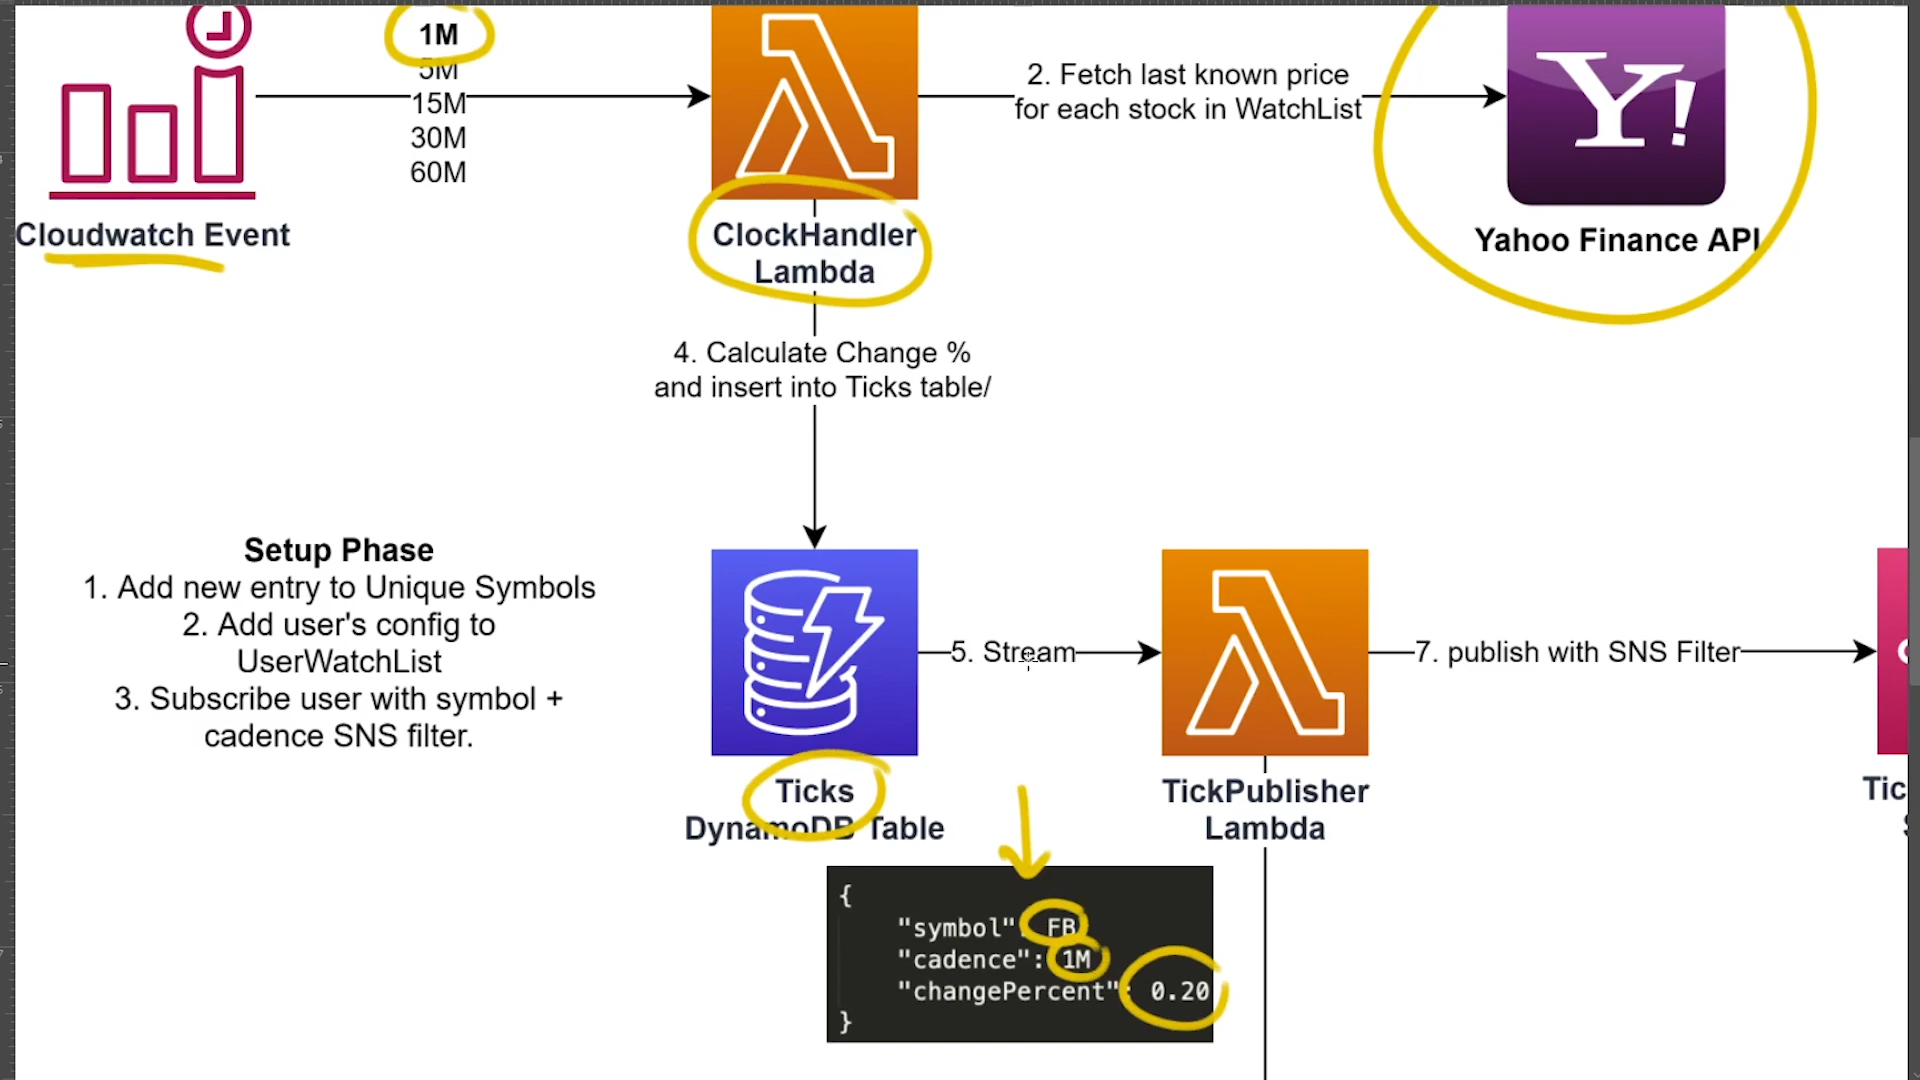 1M
5M
15M
30M
60M
2. Fetch last known price
for each stock in WatchList
Y!
Cloudwatch Event
ClockHandler
Lambda
Yahoo Finance API
4. Calculate Change %
and insert into Ticks table/
Setup Phase
1. Add new entry to Unique Symbols
2. Add user's config to
UserWatchList
3. Subscribe user with symbol +
cadence SNS filter.
5. Stream
7. publish with SNS Filter
Ticks
DynamoDB Table
TickPublisher
Lambda
Tic
{
"symbol": FB
"cadence": 1M
"changePercent": 0.20
}